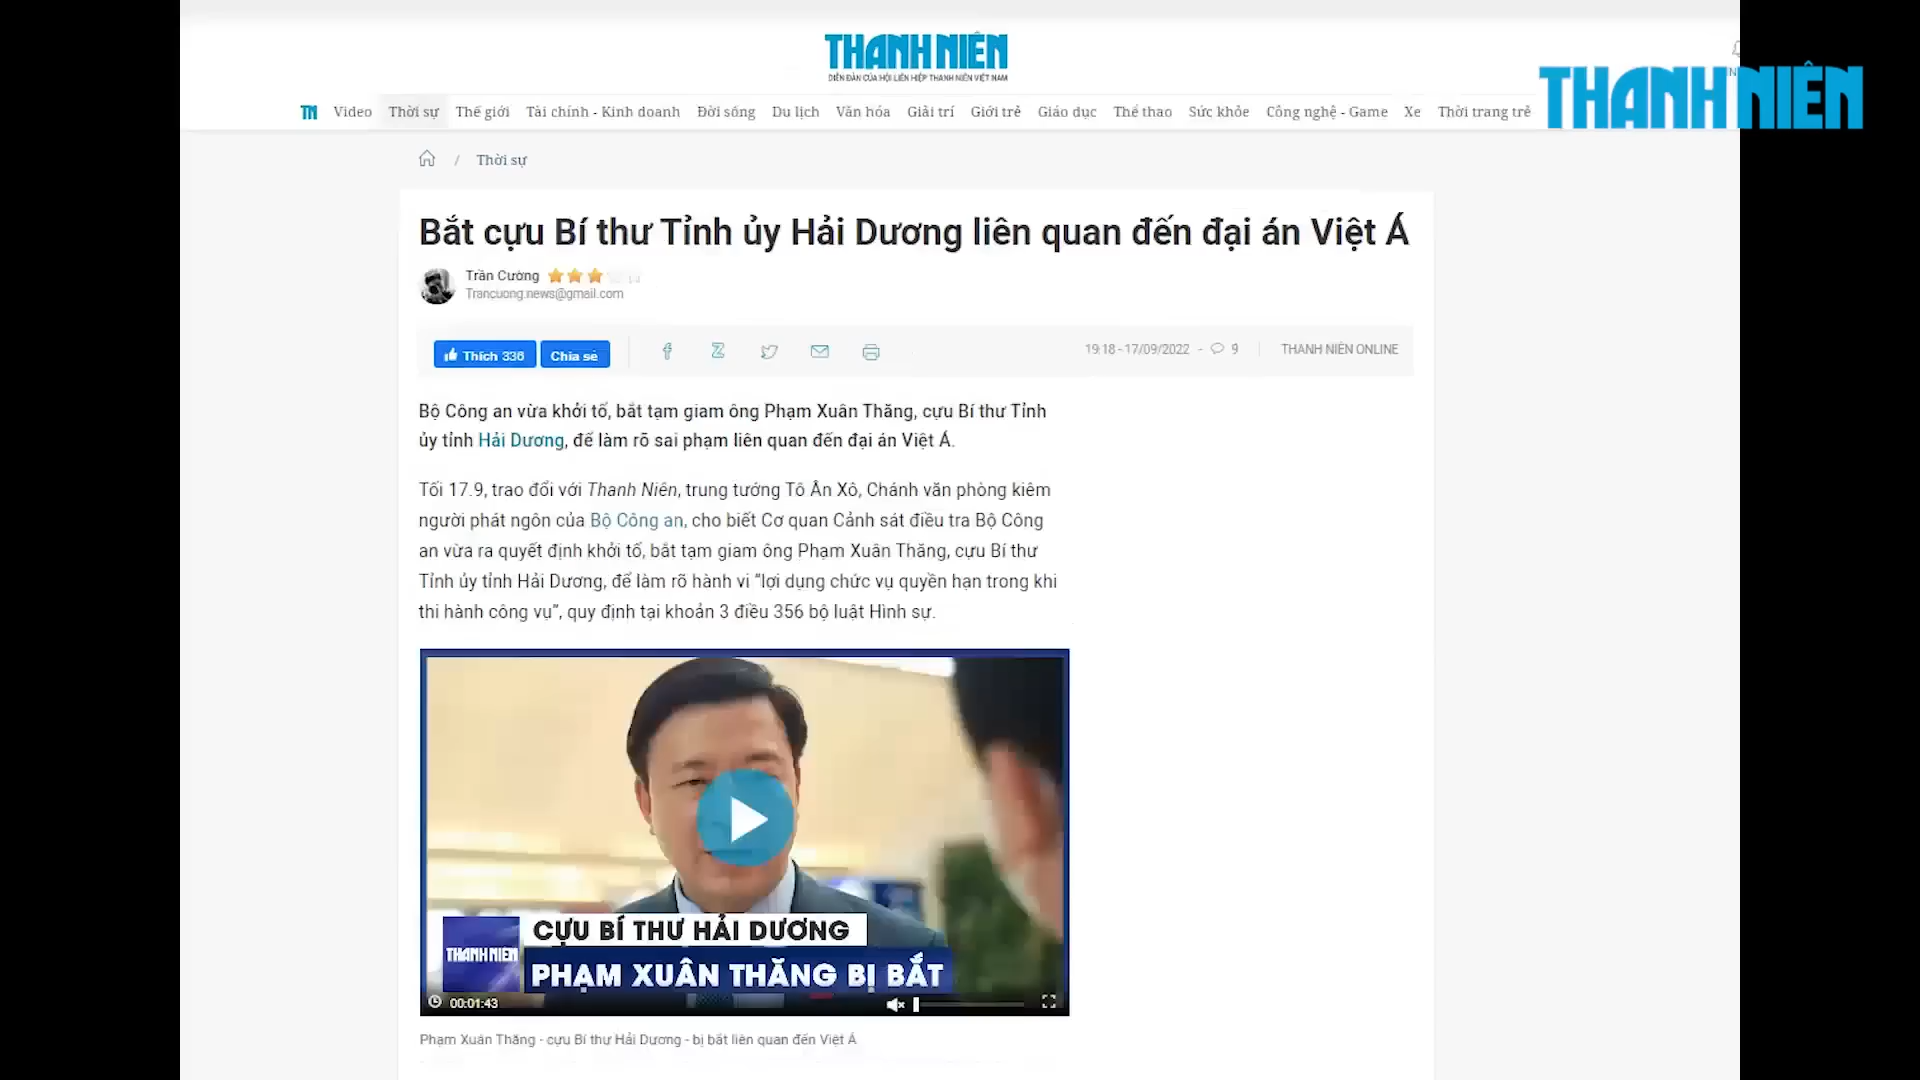 THANH NIÊN
DIỄN ĐÀN CỦA HỘI LIÊN HIỆP THANH NIÊN VIỆT NAM
THANH NIÊN
TN Video Thời sự Thế giới Tài chính - Kinh doanh Đời sống Du lịch Văn hóa Giải trí Giới trẻ Giáo dục Thể thao Sức khỏe Công nghệ - Game Xe Thời trang trẻ
/ Thời sự
Bắt cựu Bí thư Tỉnh ủy Hải Dương liên quan đến đại án Việt Á
Trần Cường
Trancuong.news@gmail.com
Thích 336 Chia sẻ
19:18 - 17/09/2022 - 9 THANH NIÊN ONLINE
Bộ Công an vừa khởi tố, bắt tạm giam ông Phạm Xuân Thăng, cựu Bí thư Tỉnh
ủy tỉnh Hải Dương, để làm rõ sai phạm liên quan đến đại án Việt Á.
Tối 17.9, trao đổi với Thanh Niên, trung tướng Tô Ân Xô, Chánh văn phòng kiêm
người phát ngôn của Bộ Công an, cho biết Cơ quan Cảnh sát điều tra Bộ Công
an vừa ra quyết định khởi tố, bắt tạm giam ông Phạm Xuân Thăng, cựu Bí thư
Tỉnh ủy tỉnh Hải Dương, để làm rõ hành vi “lợi dụng chức vụ quyền hạn trong khi
thi hành công vụ”, quy định tại khoản 3 điều 356 bộ luật Hình sự.
CỰU BÍ THƯ HẢI DƯƠNG
THANH NIÊN
PHẠM XUÂN THĂNG BỊ BẮT
00:01:43
Phạm Xuân Thăng - cựu Bí thư Hải Dương - bị bắt liên quan đến Việt Á